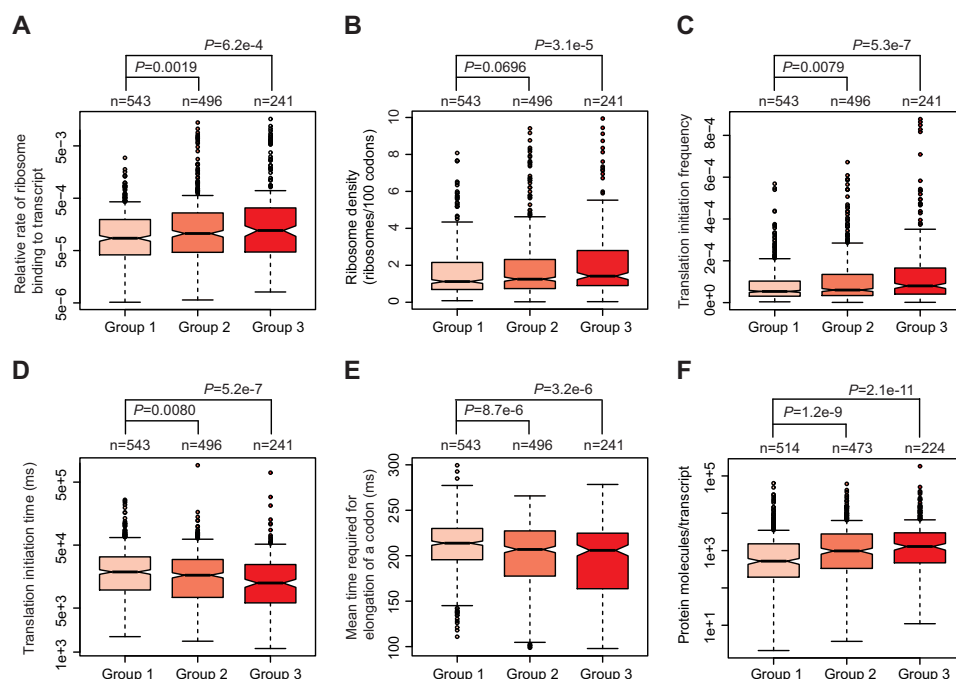 A
P=6.2e-4
P=0.0019
n=543 n=496 n=241
Relative rate of ribosome
binding to transcript
5e-3
5e-4
5e-5
5e-6
Group 1 Group 2 Group 3
B
P=3.1e-5
P=0.0696
n=543 n=496 n=241
Ribosome density
(ribosomes/100 codons)
10
8
6
4
2
0
Group 1 Group 2 Group 3
C
P=5.3e-7
P=0.0079
n=543 n=496 n=241
Translation initiation frequency
8e-4
6e-4
4e-4
2e-4
0e+0
Group 1 Group 2 Group 3
D
P=5.2e-7
P=0.0080
n=543 n=496 n=241
Translation initiation time (ms)
5e+5
5e+4
5e+3
1e+3
Group 1 Group 2 Group 3
E
P=3.2e-6
P=8.7e-6
n=543 n=496 n=241
Mean time required for
elongation of a codon (ms)
300
250
200
150
100
Group 1 Group 2 Group 3
F
P=2.1e-11
P=1.2e-9
n=514 n=473 n=224
Protein molecules/transcript
1e+5
1e+3
1e+1
Group 1 Group 2 Group 3